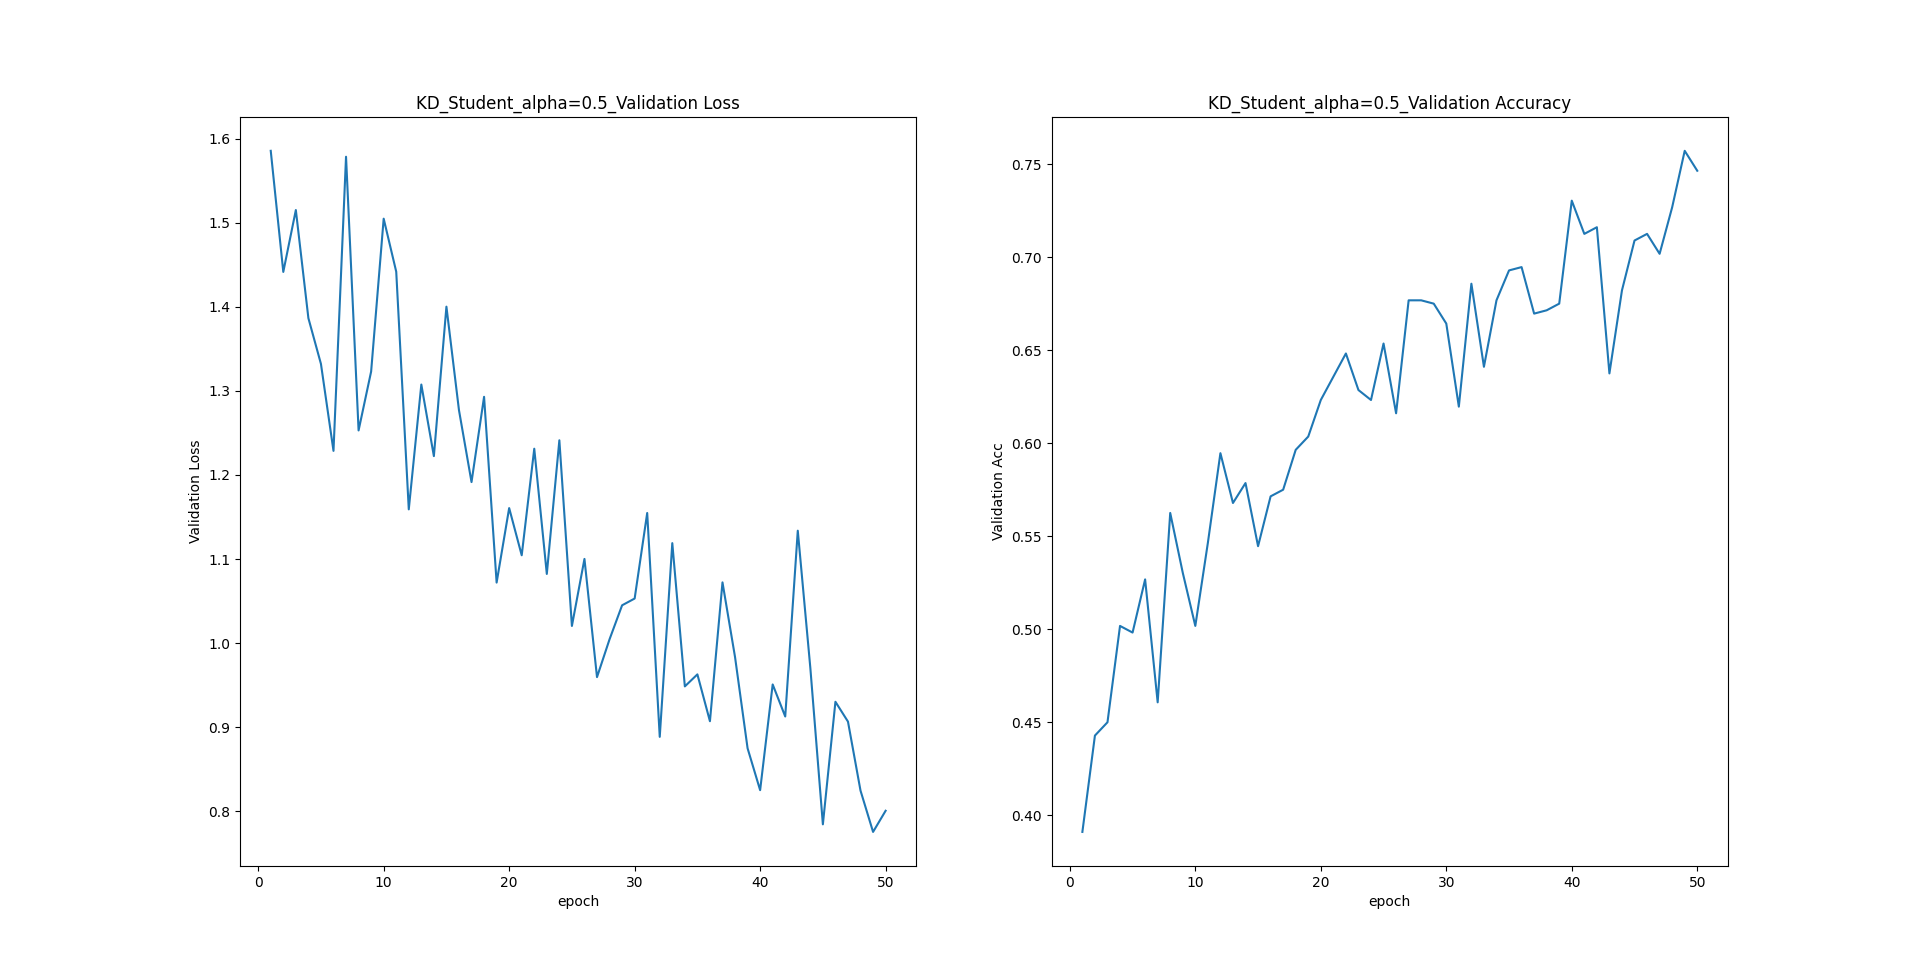 KD_Student_alpha=0.5_Validation Loss
1.6
1.5
1.4
1.3
1.2
1.1
1.0
0.9
0.8
Validation Loss
0 10 20 30 40 50
epoch
KD_Student_alpha=0.5_Validation Accuracy
0.75
0.70
0.65
0.60
0.55
0.50
0.45
0.40
Validation Acc
0 10 20 30 40 50
epoch